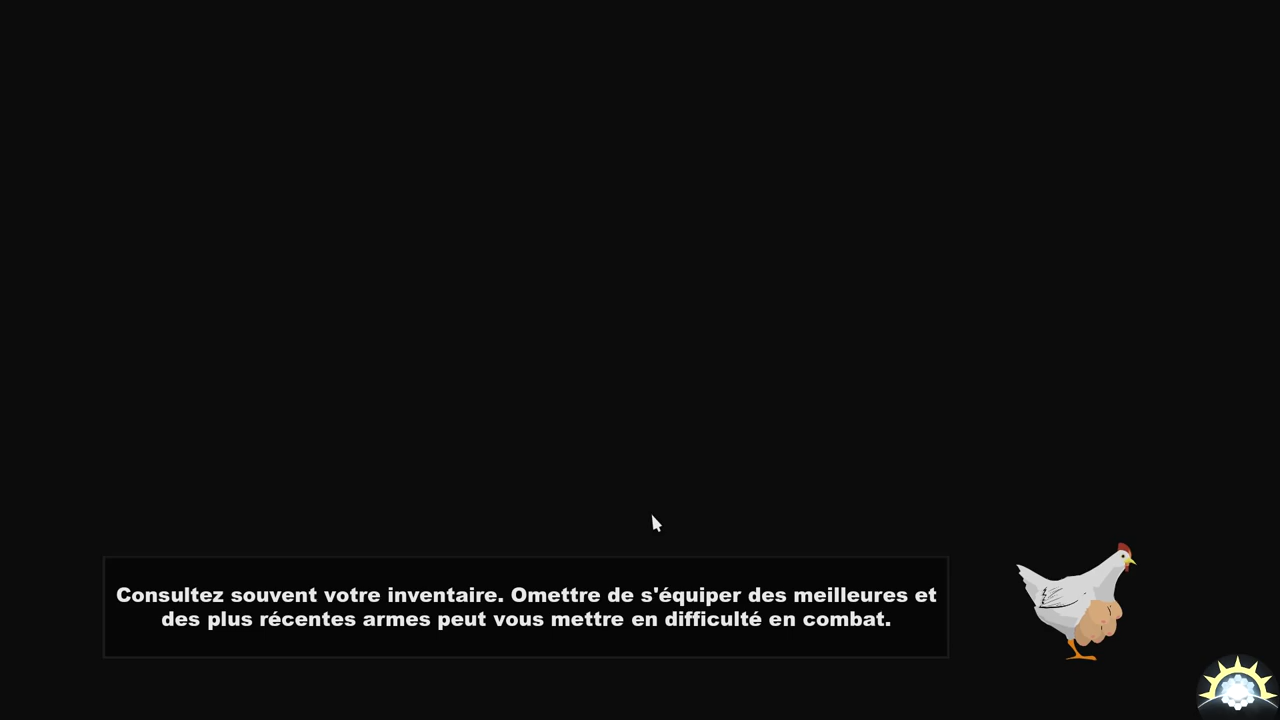 Consultez souvent votre inventaire. Omettre de s'équiper des meilleures et
des plus récentes armes peut vous mettre en difficulté en combat.